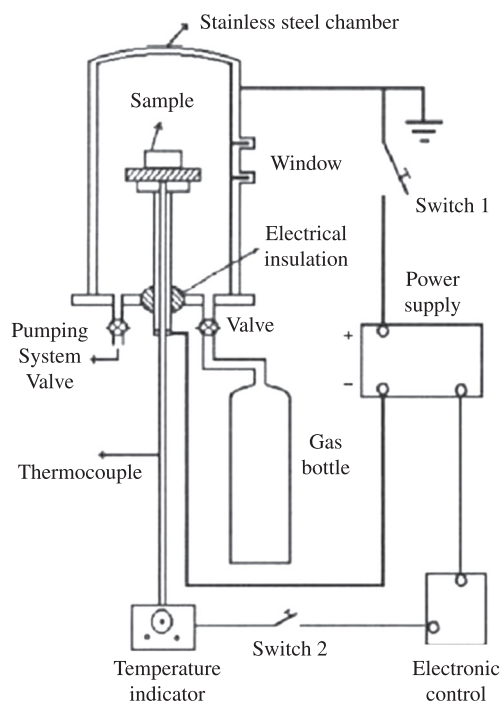 Stainless steel chamber
Sample
Window
Switch 1
Electrical
insulation
Power
supply
+
−
Pumping
System
Valve
Valve
Gas
bottle
Thermocouple
Switch 2
Temperature
indicator
Electronic
control